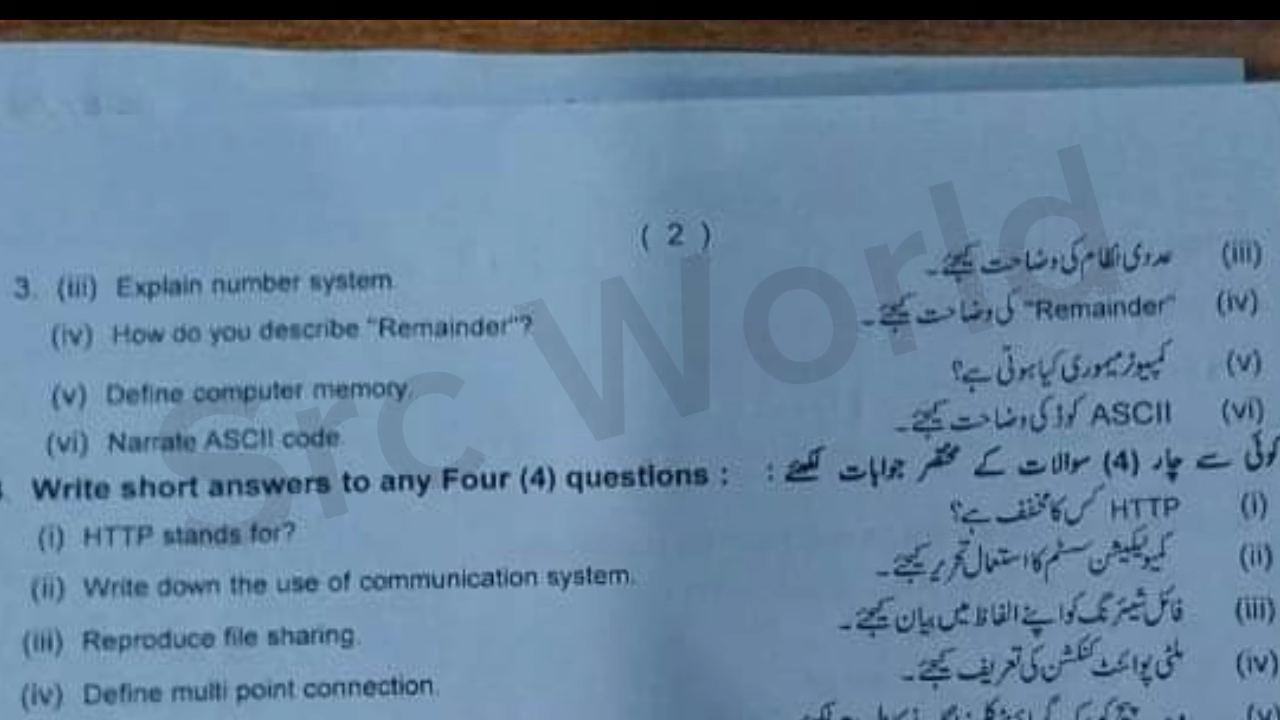 ( 2 )
3. (iii) Explain number system.
(iii) عددی نظام کی وضاحت کیجئے۔
(iv) How do you describe "Remainder"?
(iv) "Remainder" کی وضاحت کیجئے۔
(v) Define computer memory.
(v) کمپیوٹر میموری کیا ہوتی ہے؟
(vi) Narrate ASCII code.
(vi) ASCII کوڈ کی وضاحت کیجئے۔
Write short answers to any Four (4) questions :
کوئی سے چار (4) سوالات کے مختصر جوابات لکھئے :
(i) HTTP stands for?
(i) HTTP کس کا مخفف ہے؟
(ii) Write down the use of communication system.
(ii) کمیونیکیشن سسٹم کا استعمال تحریر کیجئے۔
(iii) Reproduce file sharing.
(iii) فائل شیئرنگ کو اپنے الفاظ میں بیان کیجئے۔
(iv) Define multi point connection.
(iv) ملٹی پوائنٹ کنکشن کی تعریف کیجئے۔
(v)
Src World